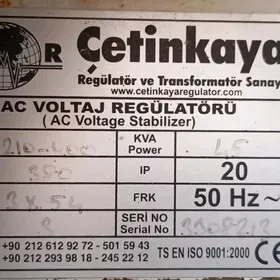 R Çetinkaya
Regülatör ve Transformatör Sanay
www.cetinkayaregulator.com
AC VOLTAJ REGÜLATÖRÜ
( AC Voltage Stabilizer)
KVA
Power
IP 20
FRK 50 Hz~
SERİ NO
Serial No
+90 212 612 92 72 - 501 59 43
+90 212 293 98 18 - 245 22 12
TS EN ISO 9001:2000